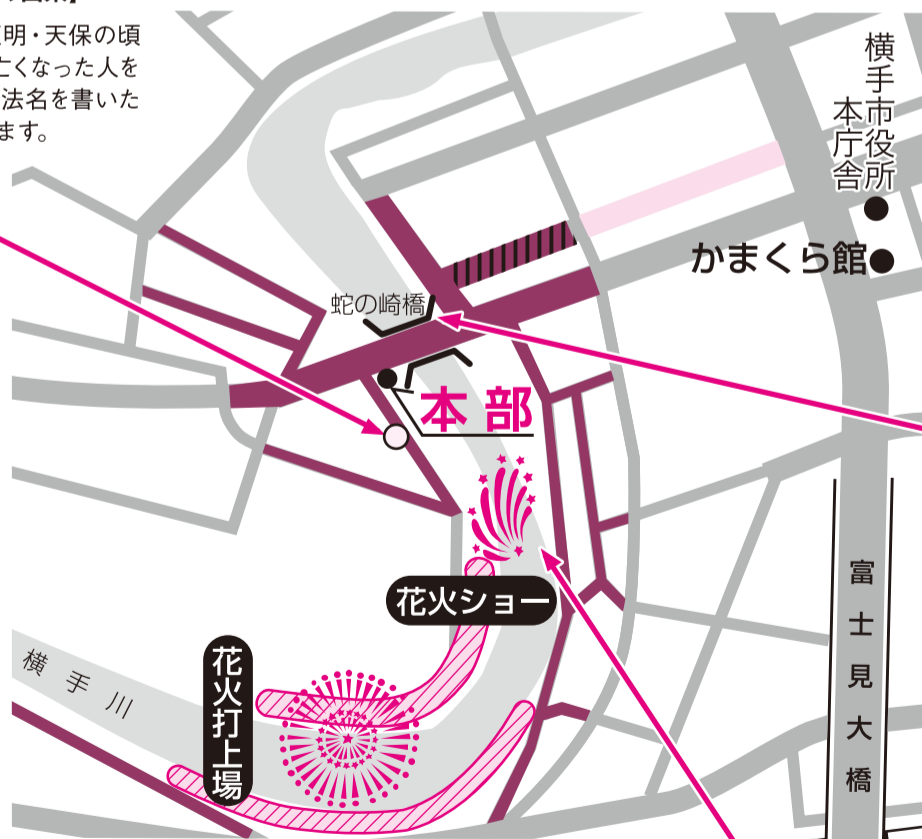 明・天保の頃
亡くなった人を
法名を書いた
ます。
横手市役所
本庁舎
かまくら館
蛇の崎橋
本部
花火ショー
花火打上場
横手川
富士見大橋